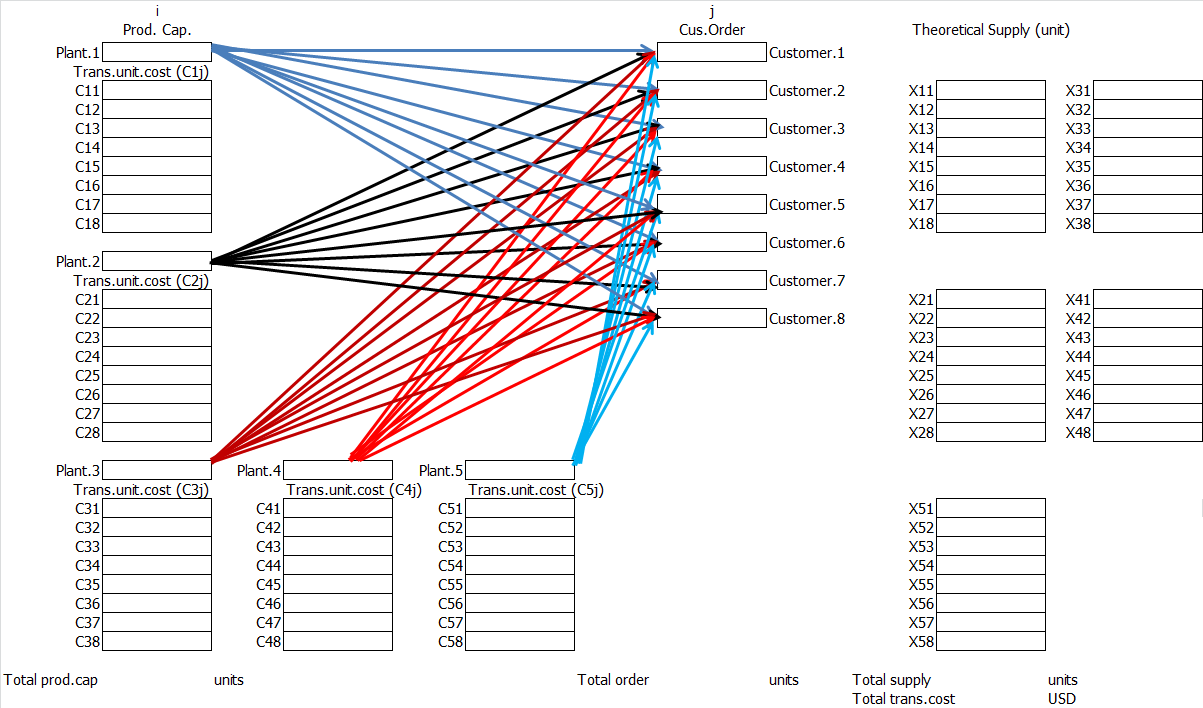 i j
Prod. Cap. Cus.Order Theoretical Supply (unit)
Plant.1 Customer.1
Trans.unit.cost (C1j)
C11 Customer.2 X11 X31
C12 X12 X32
C13 Customer.3 X13 X33
C14 X14 X34
C15 Customer.4 X15 X35
C16 X16 X36
C17 Customer.5 X17 X37
C18 X18 X38
Customer.6
Plant.2
Trans.unit.cost (C2j) Customer.7
C21 X21 X41
C22 Customer.8 X22 X42
C23 X23 X43
C24 X24 X44
C25 X25 X45
C26 X26 X46
C27 X27 X47
C28 X28 X48
Plant.3 Plant.4 Plant.5
Trans.unit.cost (C3j) Trans.unit.cost (C4j) Trans.unit.cost (C5j)
C31 C41 C51 X51
C32 C42 C52 X52
C33 C43 C53 X53
C34 C44 C54 X54
C35 C45 C55 X55
C36 C46 C56 X56
C37 C47 C57 X57
C38 C48 C58 X58
Total prod.cap units Total order units Total supply units
Total trans.cost USD